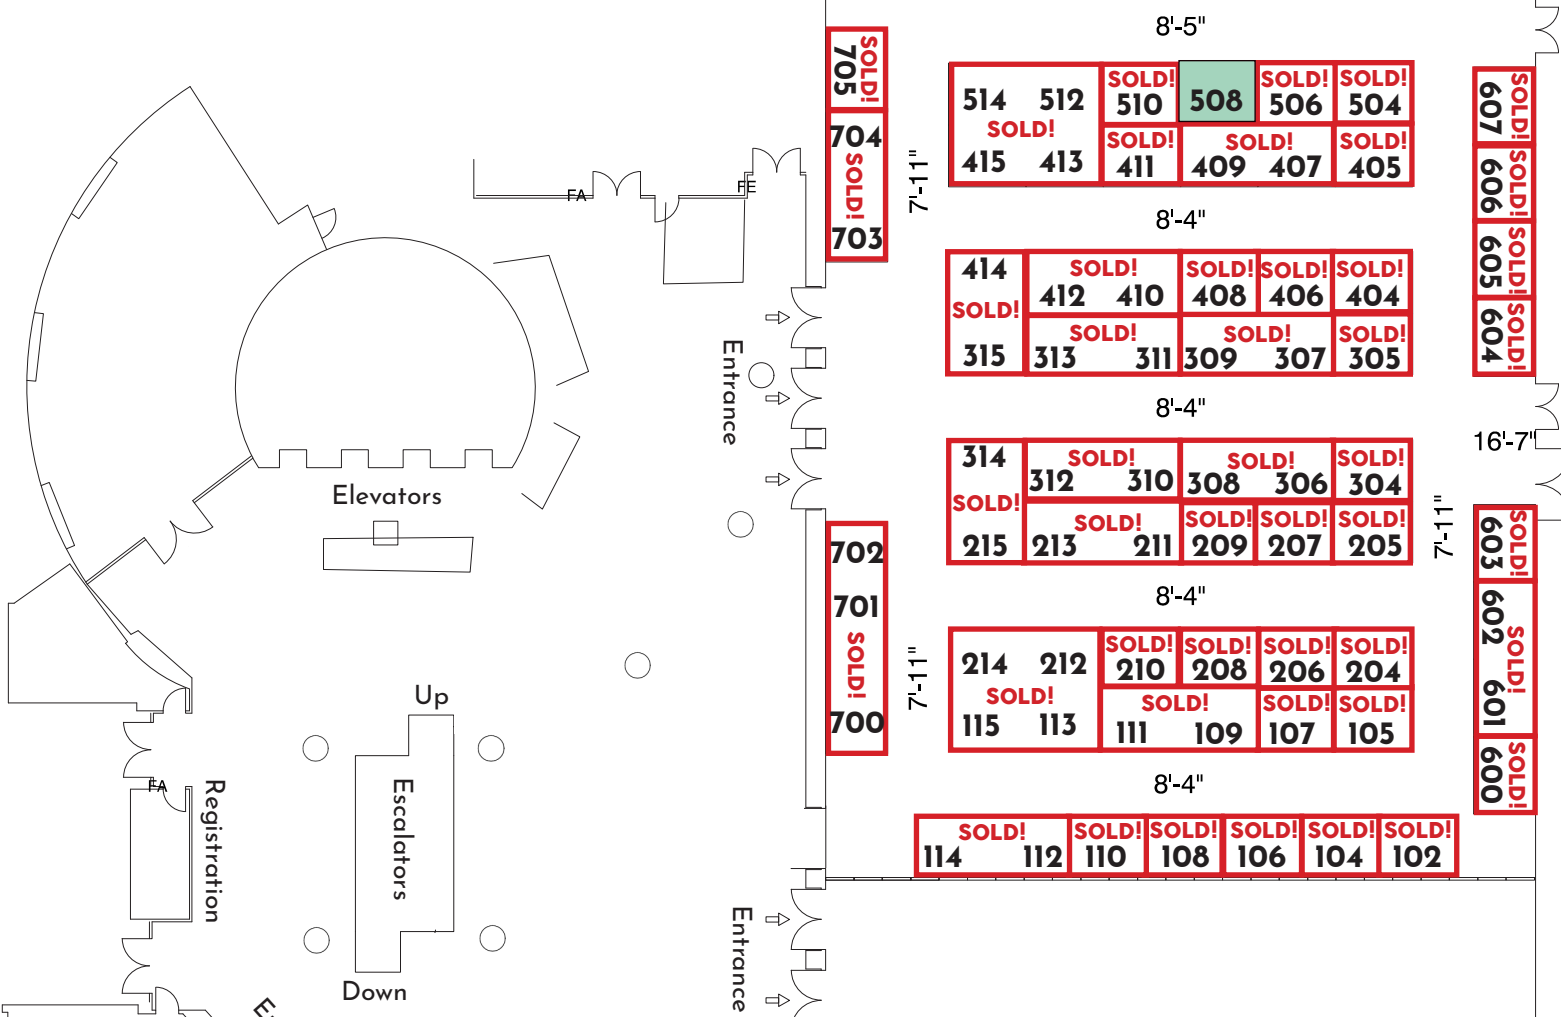 8'-5"
705 SOLD!
704 SOLD! 703
514 512
SOLD!
415 413
SOLD!
510
508
SOLD!
506
SOLD!
504
SOLD!
411
SOLD!
409 407
SOLD!
405
607 SOLD!
606 SOLD!
605 SOLD!
604 SOLD!
7'-11"
FA
FE
8'-4"
414
SOLD!
315
SOLD!
412 410
SOLD!
408
SOLD!
406
SOLD!
404
SOLD!
313 311
SOLD!
309 307
SOLD!
305
Entrance
8'-4"
16'-7"
314
SOLD!
215
SOLD!
312 310
SOLD!
308 306
SOLD!
304
SOLD!
213 211
SOLD!
209
SOLD!
207
SOLD!
205
7'-11"
Elevators
702
701
SOLD!
700
603 SOLD!
602 601 SOLD!
600 SOLD!
8'-4"
7'-11"
214 212
SOLD!
115 113
SOLD!
210
SOLD!
208
SOLD!
206
SOLD!
204
SOLD!
111 109
SOLD!
107
SOLD!
105
Up
Escalators
Down
FA
Registration
8'-4"
SOLD!
114 112
SOLD!
110
SOLD!
108
SOLD!
106
SOLD!
104
SOLD!
102
Entrance